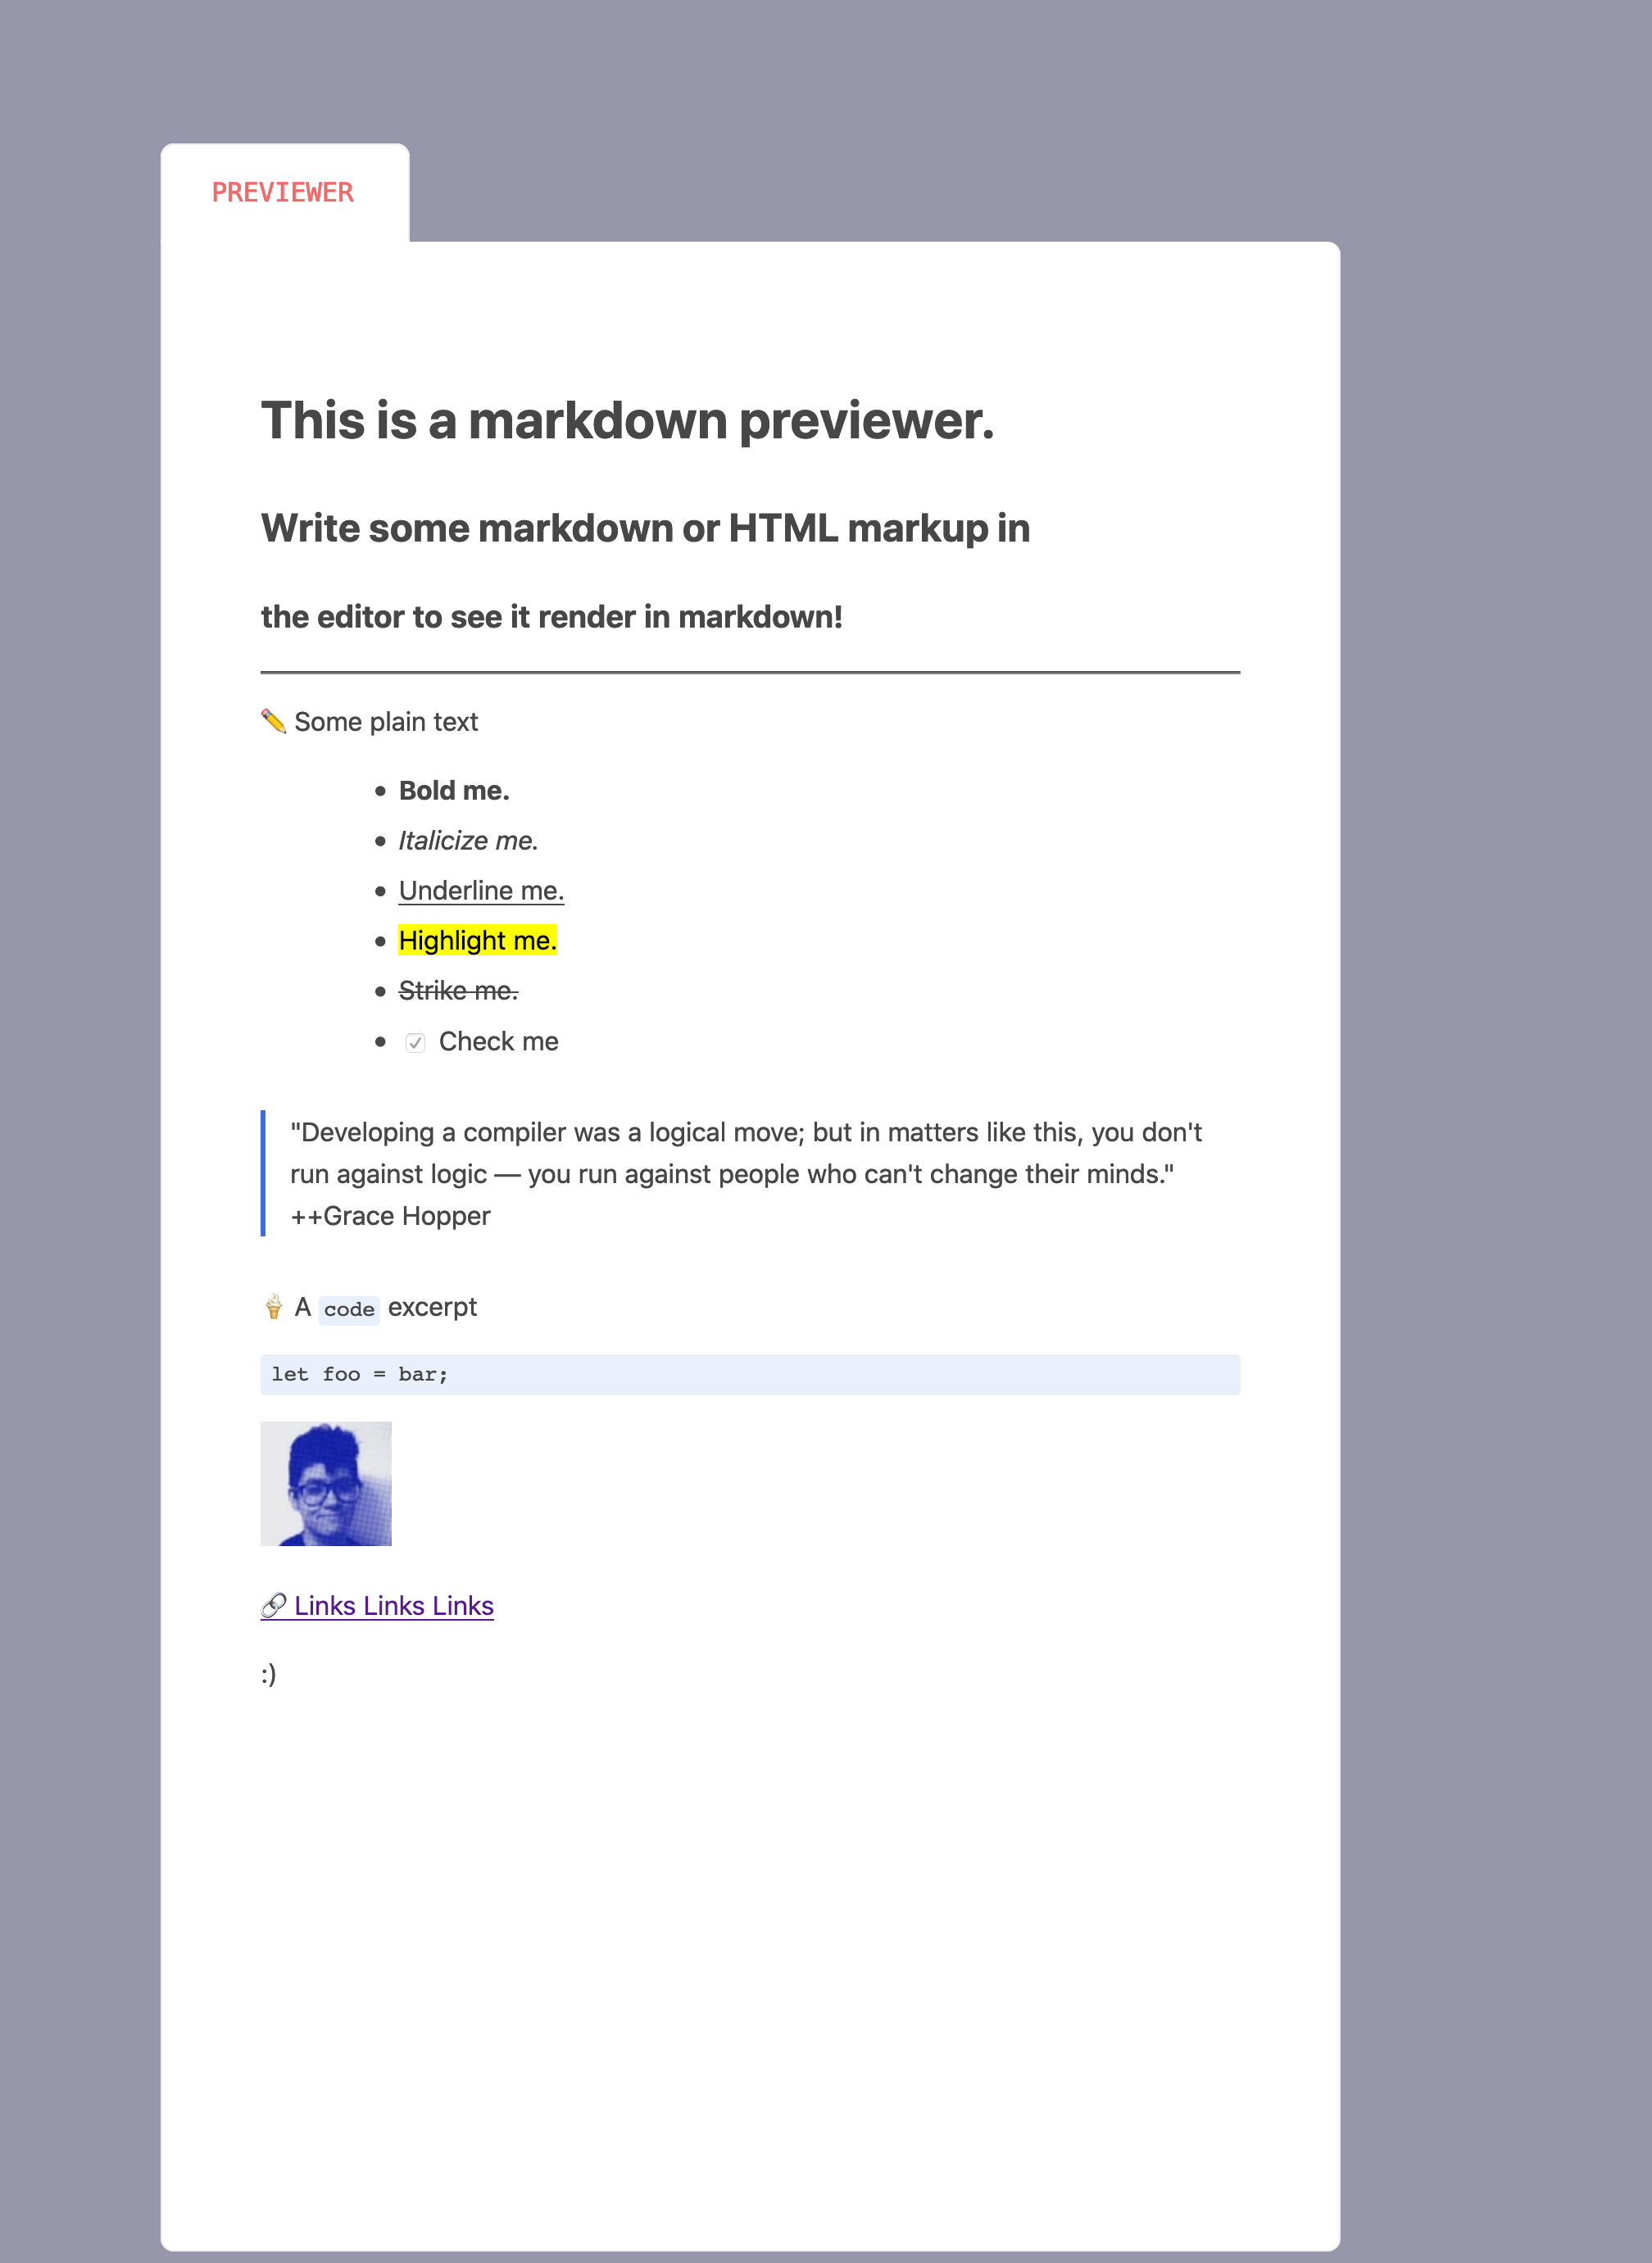 PREVIEWER
This is a markdown previewer.
Write some markdown or HTML markup in
the editor to see it render in markdown!
✏️ Some plain text
• Bold me.
• Italicize me.
• Underline me.
• Highlight me.
• Strike me.
• ☑ Check me
"Developing a compiler was a logical move; but in matters like this, you don't
run against logic — you run against people who can't change their minds."
++Grace Hopper
🍦 A code excerpt
let foo = bar;
🔗 Links Links Links
:)